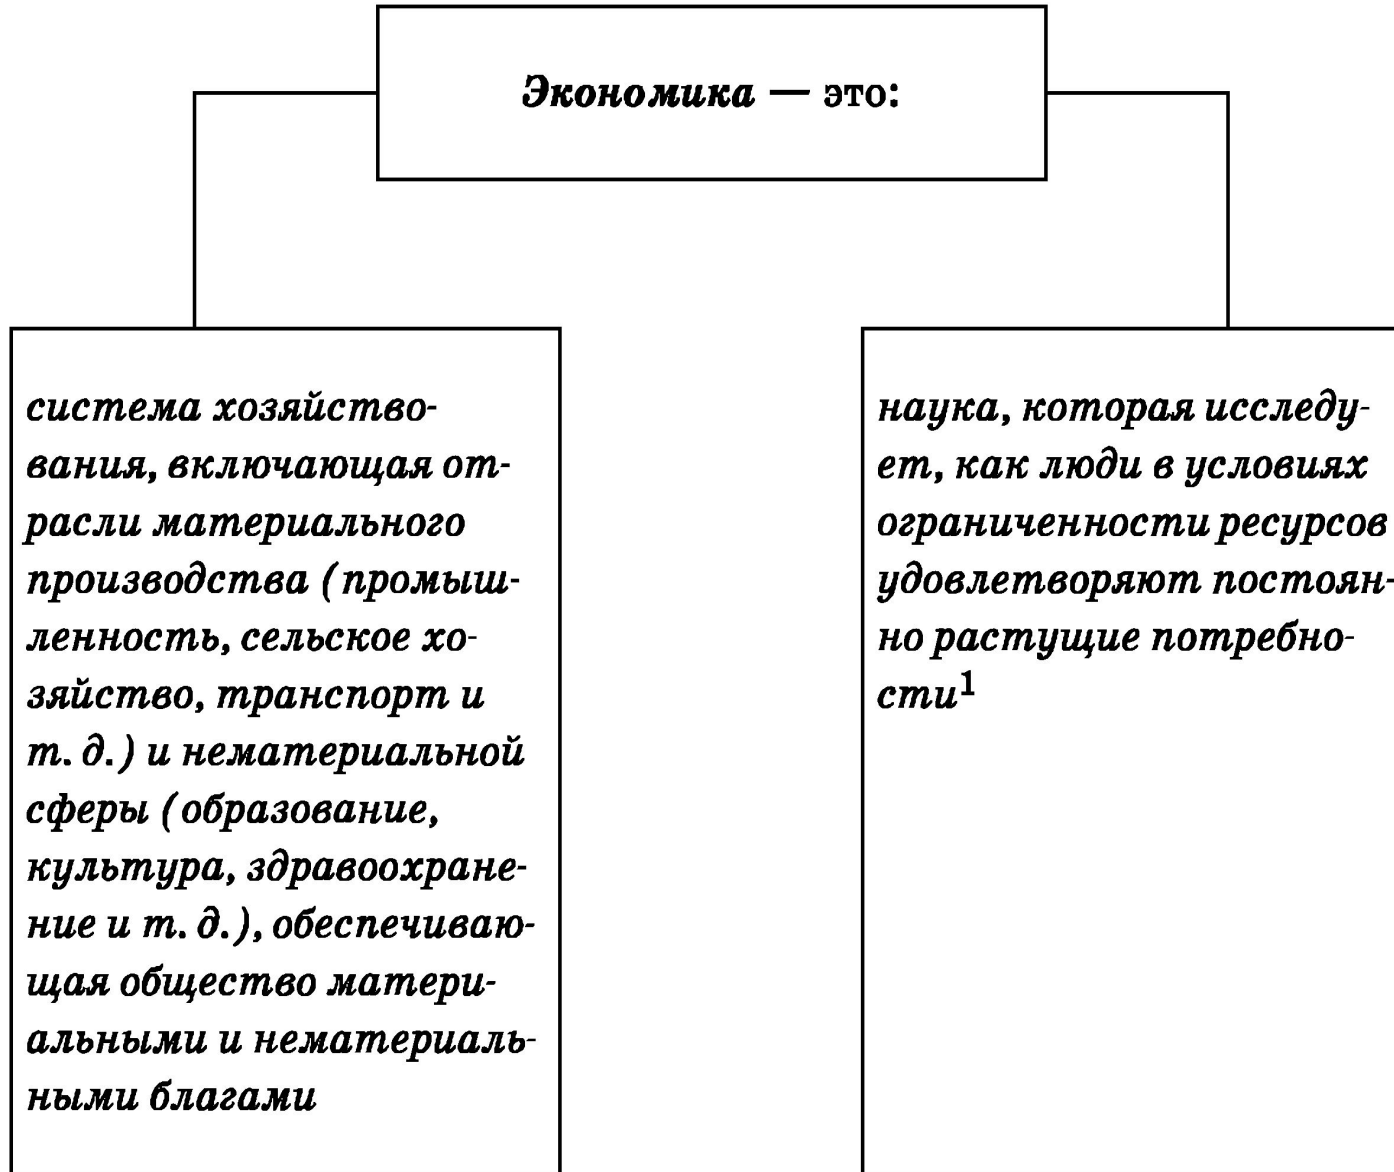 Экономика — это:
система хозяйство-
вания, включающая от-
расли материального
производства (промыш-
ленность, сельское хо-
зяйство, транспорт и
т. д.) и нематериальной
сферы (образование,
культура, здравоохране-
ние и т. д.), обеспечиваю-
щая общество матери-
альными и нематериаль-
ными благами
наука, которая исследу-
ет, как люди в условиях
ограниченности ресурсов
удовлетворяют постоян-
но растущие потребно-
сти1